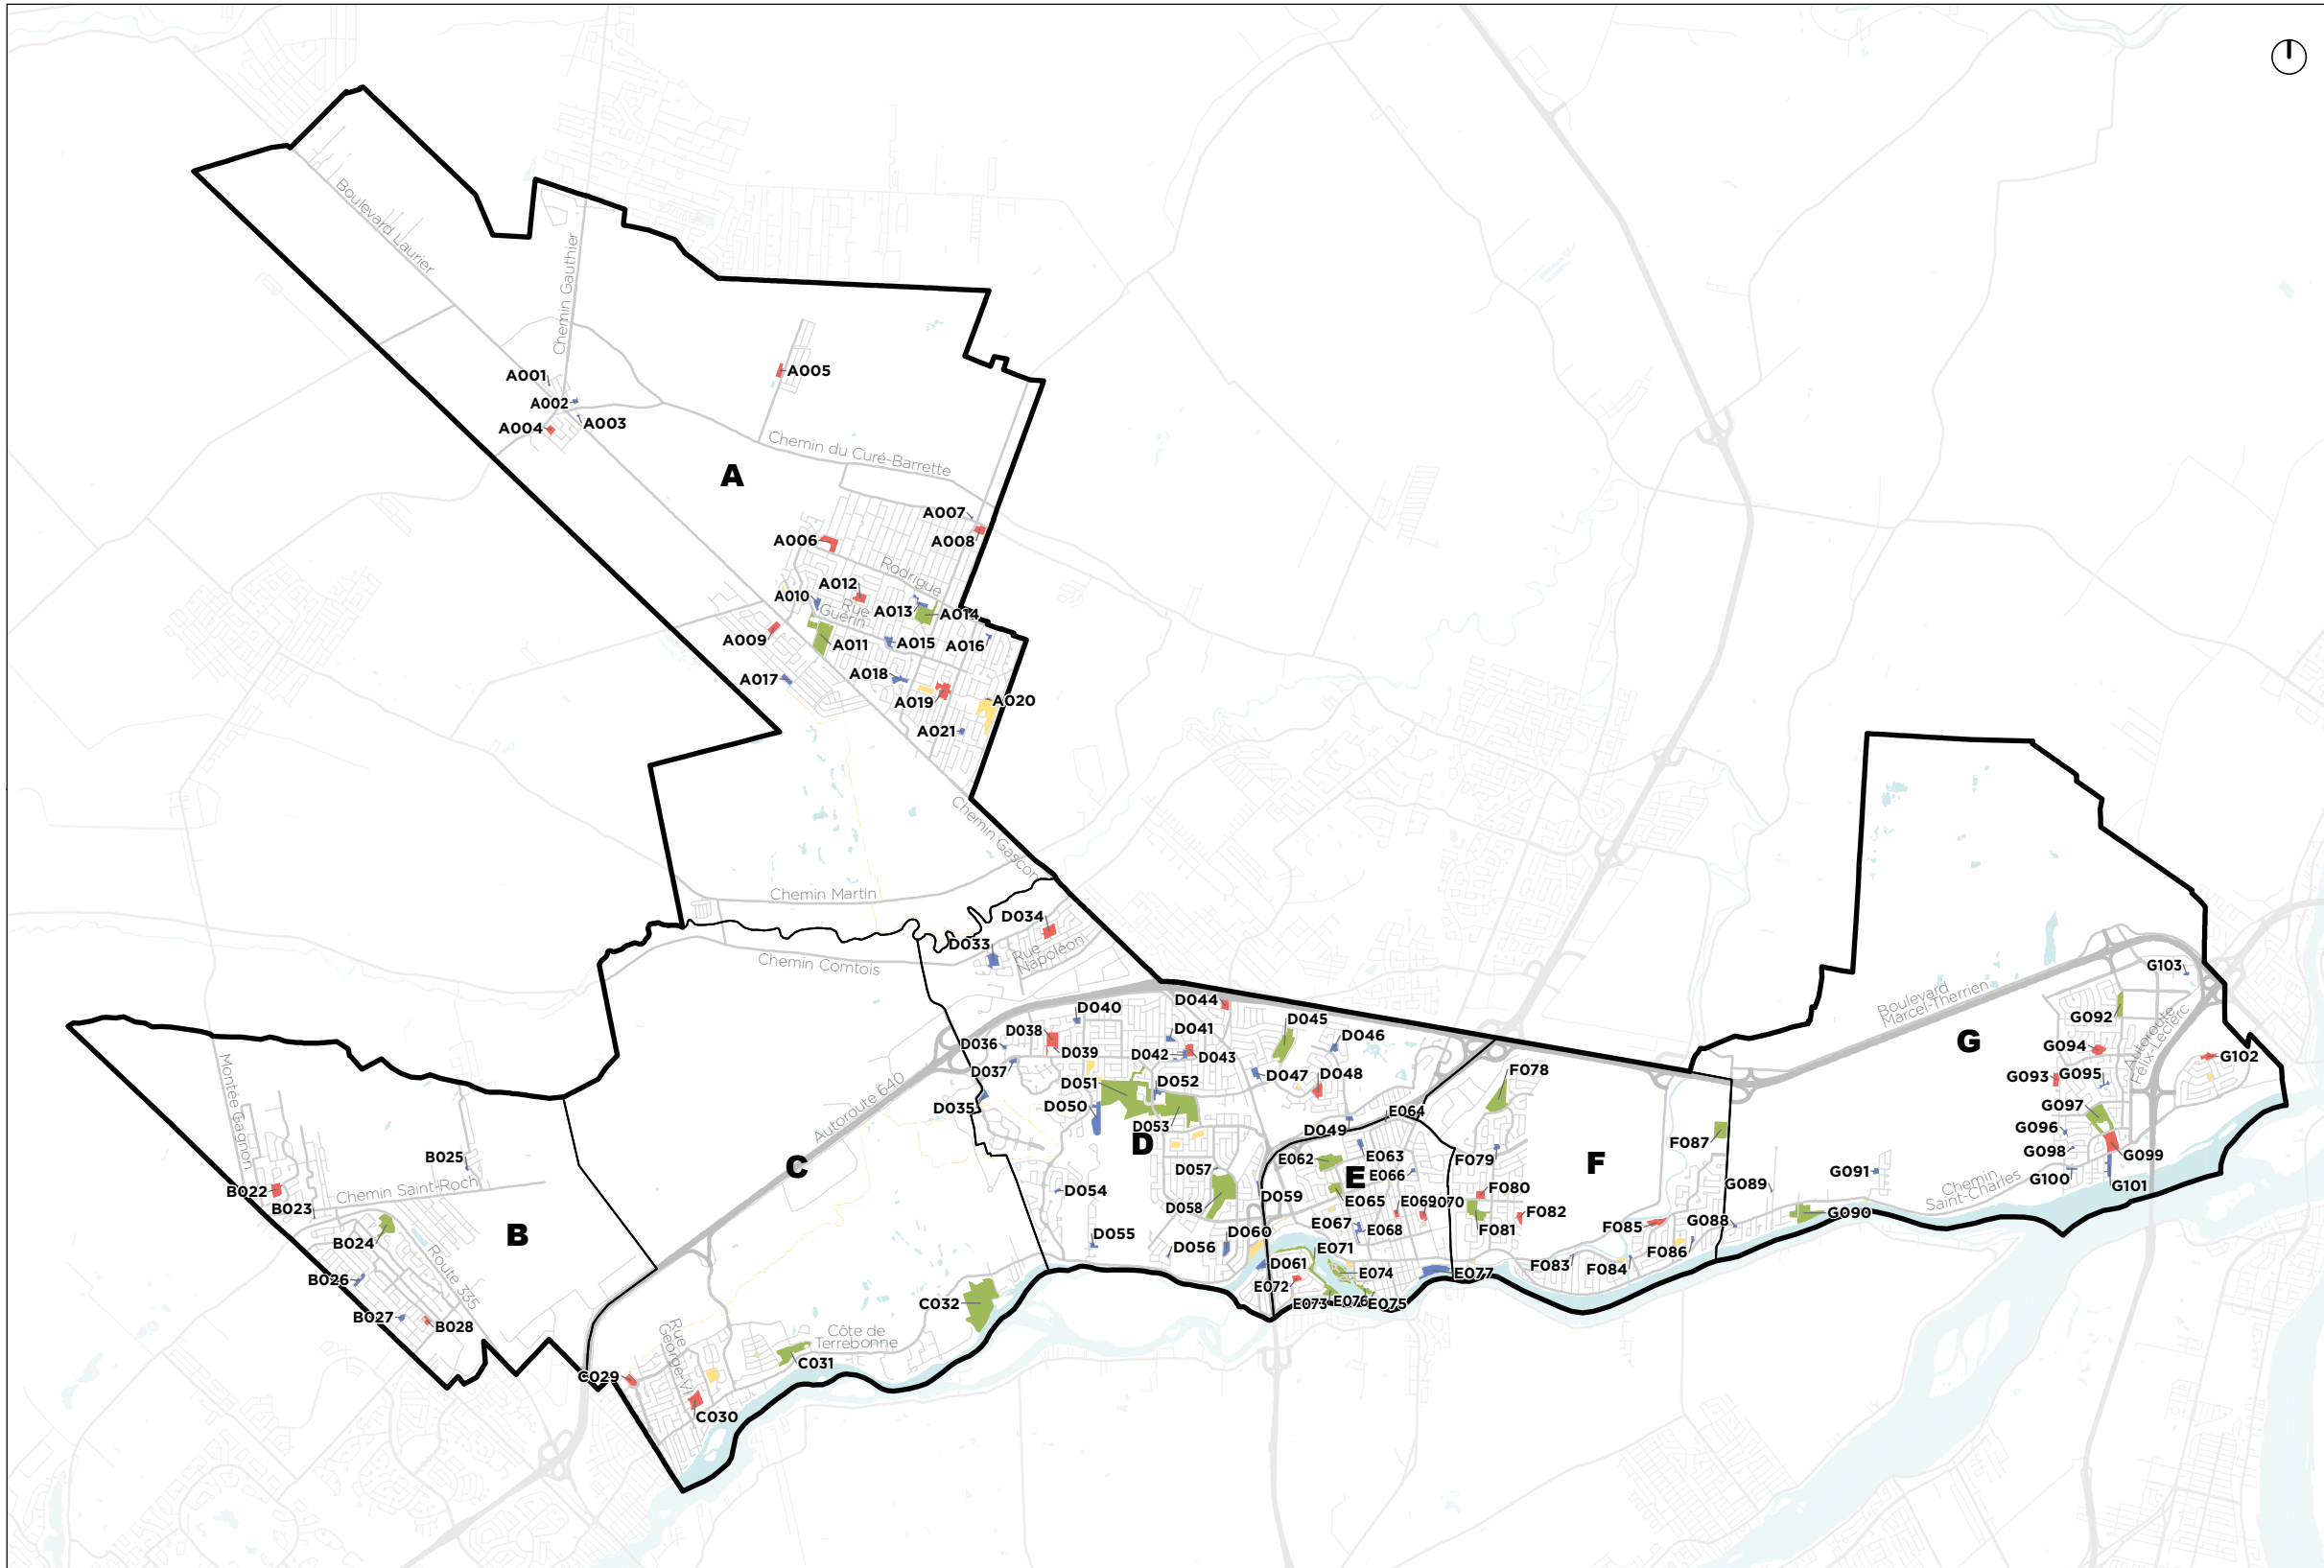 Boulevard Laurier
Chemin Gauthier
A001
A002
A003
A004
A005
Chemin du Curé-Barrette
A
A007
A008
A006
Rodrigue
A012
A010
Rue
Guérin
A013
A014
A009
A011
A015
A016
A017
A018
A019
A020
A021
Chemin Gascon
Chemin Martin
D034
D033
Rue
Napoléon
Chemin Comtois
D044
D040
D045
D038
D041
D046
D036
D039
D042
D043
D037
D047
D048
D051
D052
D035
D050
D053
D049
D
D057
D054
D058
D059
D055
D056
D060
D061
Autoroute 640
C
C032
Côte de
Terrebonne
C031
Rue
George-VI
C029
C030
Montée Gagnon
B025
B022
Chemin Saint-Roch
B023
B024
B
Route 335
B026
B027
B028
E064
E062
E063
E
E066
E065
E069
E070
E067
E068
E071
E074
E072
E073
E076
E075
E077
F078
F079
F
F080
F082
F081
F087
F085
F086
F083
F084
Boulevard
Marcel-Therrien
G
G103
G092
Autoroute
Félix-Leclerc
G094
G102
G093
G095
G097
G096
G098
G099
G100
G101
G091
G089
Chemin
Saint-Charles
G088
G090